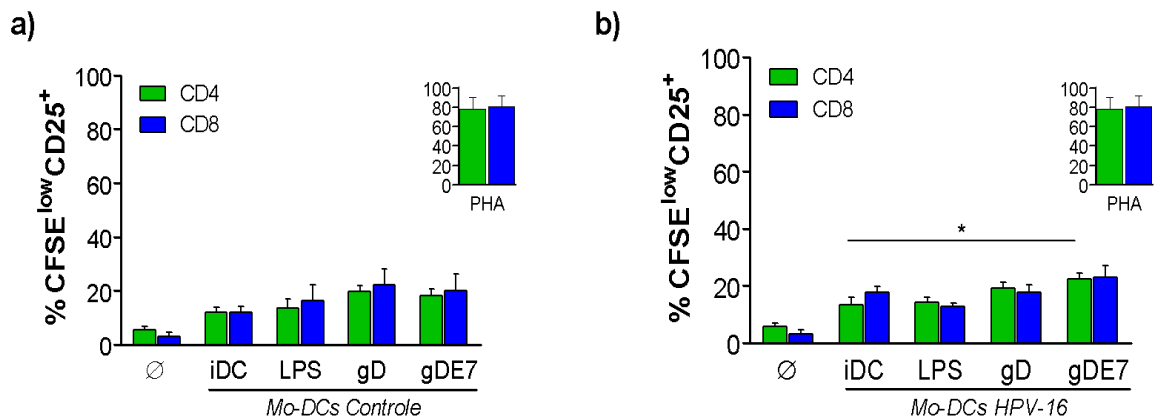 a)
% CFSE^low CD25^+
100
80
60
40
20
0
CD4
CD8
100
80
60
40
20
0
PHA
∅ iDC LPS gD gDE7
Mo-DCs Controle
b)
% CFSE^low CD25^+
100
80
60
40
20
0
CD4
CD8
100
80
60
40
20
0
PHA
*
∅ iDC LPS gD gDE7
Mo-DCs HPV-16